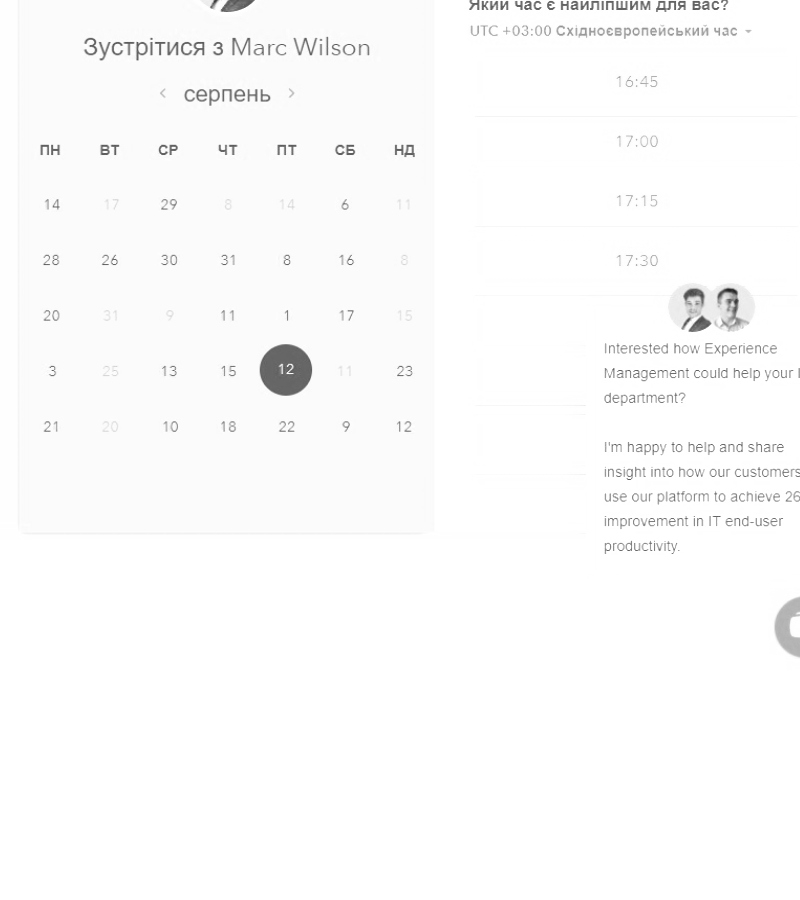 Зустрітися з Marc Wilson
серпень
ПН ВТ СР ЧТ ПТ СБ НД
14 17 29 8 14 6 11
28 26 30 31 8 16 8
20 31 9 11 1 17 15
3 25 13 15 12 11 23
21 20 10 18 22 9 12
Який час є найліпшим для вас?
UTC +03:00 Східноєвропейський час
16:45
17:00
17:15
17:30
Interested how Experience
Management could help your
department?
I'm happy to help and share
insight into how our customers
use our platform to achieve 26
improvement in IT end-user
productivity.